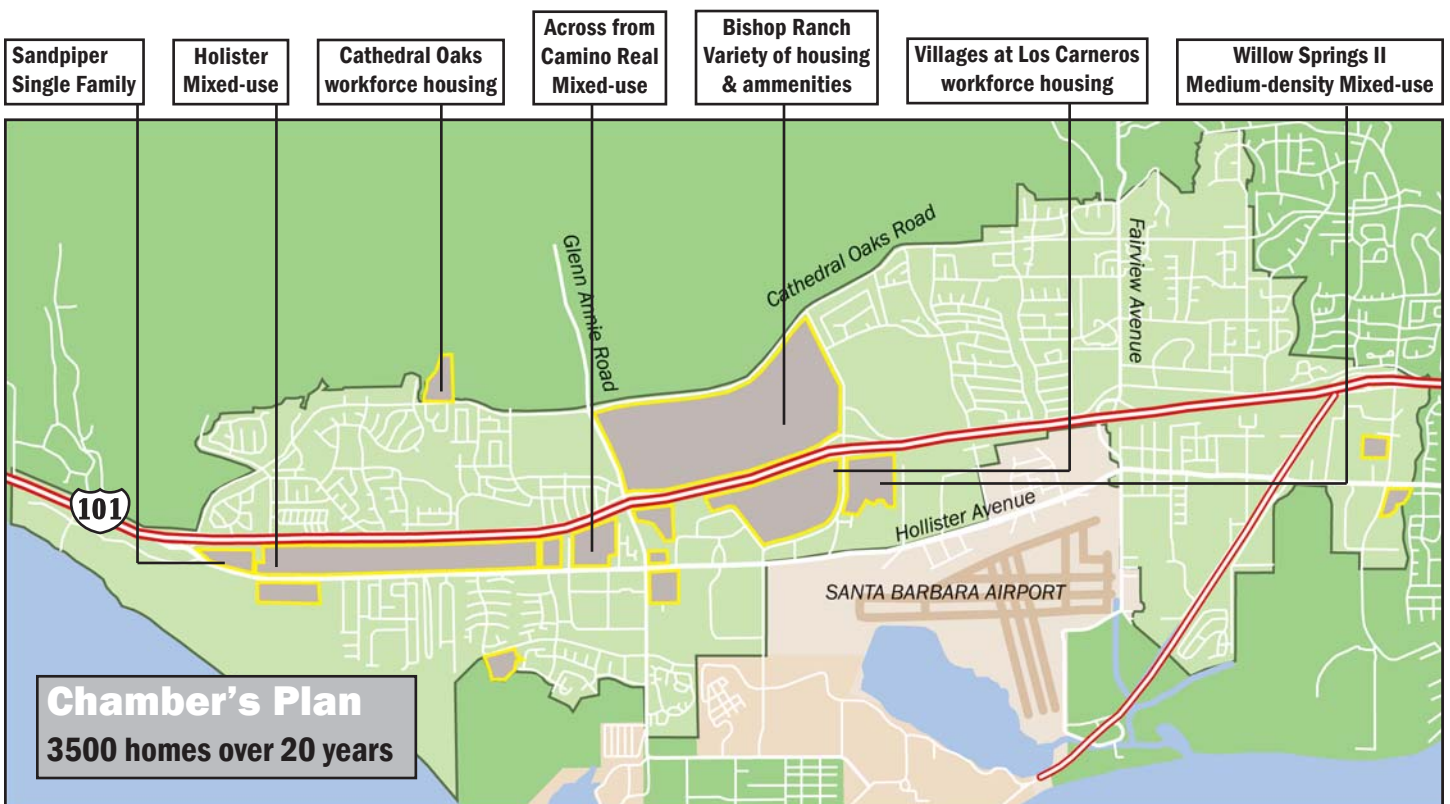 Sandpiper
Single Family
Holister
Mixed-use
Cathedral Oaks
workforce housing
Across from
Camino Real
Mixed-use
Bishop Ranch
Variety of housing
& ammenities
Villages at Los Carneros
workforce housing
Willow Springs II
Medium-density Mixed-use
Glenn Annie Road
Cathedral Oaks Road
Fairview Avenue
101
Hollister Avenue
SANTA BARBARA AIRPORT
Chamber’s Plan
3500 homes over 20 years